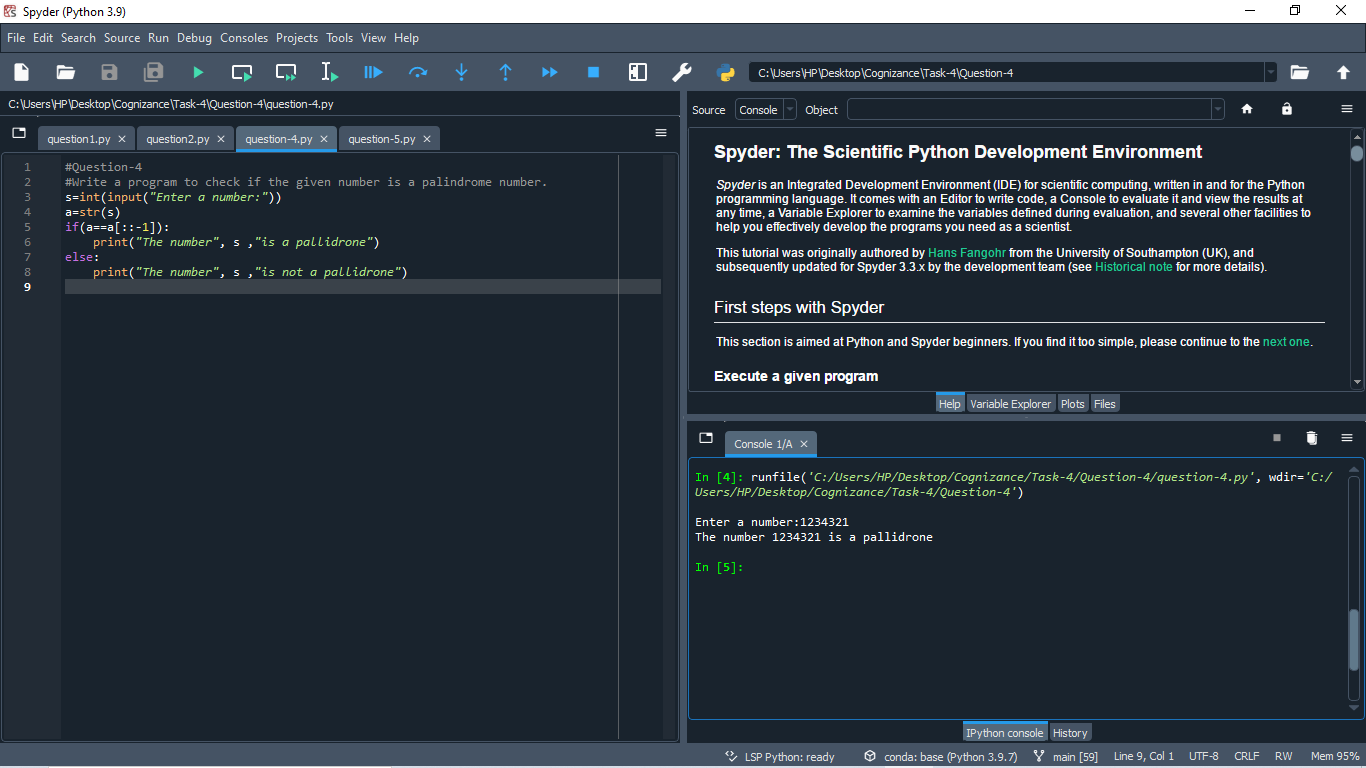 Spyder (Python 3.9)
File Edit Search Source Run Debug Consoles Projects Tools View Help
C:\Users\HP\Desktop\Cognizance\Task-4\Question-4
C:\Users\HP\Desktop\Cognizance\Task-4\Question-4\question-4.py
question1.py
question2.py
question-4.py
question-5.py
1 #Question-4
2 #Write a program to check if the given number is a palindrome number.
3 s=int(input("Enter a number:"))
4 a=str(s)
5 if(a==a[::-1]):
6     print("The number", s ,"is a pallidrone")
7 else:
8     print("The number", s ,"is not a pallidrone")
9
Source Console Object
Spyder: The Scientific Python Development Environment
Spyder is an Integrated Development Environment (IDE) for scientific computing, written in and for the Python
programming language. It comes with an Editor to write code, a Console to evaluate it and view the results at
any time, a Variable Explorer to examine the variables defined during evaluation, and several other facilities to
help you effectively develop the programs you need as a scientist.
This tutorial was originally authored by Hans Fangohr from the University of Southampton (UK), and
subsequently updated for Spyder 3.3.x by the development team (see Historical note for more details).
First steps with Spyder
This section is aimed at Python and Spyder beginners. If you find it too simple, please continue to the next one.
Execute a given program
Help Variable Explorer Plots Files
Console 1/A
In [4]: runfile('C:/Users/HP/Desktop/Cognizance/Task-4/Question-4/question-4.py', wdir='C:/
Users/HP/Desktop/Cognizance/Task-4/Question-4')
Enter a number:1234321
The number 1234321 is a pallidrone
In [5]:
IPython console History
LSP Python: ready conda: base (Python 3.9.7) main [59] Line 9, Col 1 UTF-8 CRLF RW Mem 95%